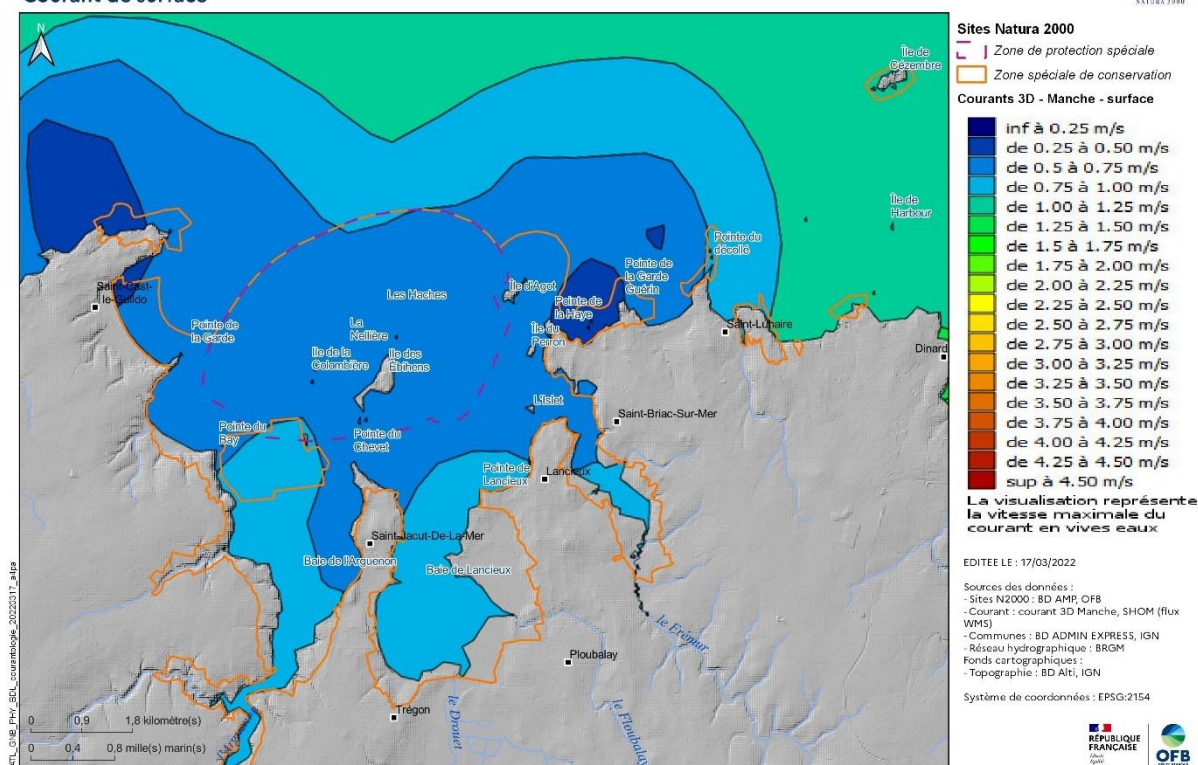 Courant de surface
NATURA 2000
N
Sites Natura 2000
Zone de protection spéciale
Zone spéciale de conservation
Courants 3D - Manche - surface
inf à 0.25 m/s
de 0.25 à 0.50 m/s
de 0.5 à 0.75 m/s
de 0.75 à 1.00 m/s
de 1.00 à 1.25 m/s
de 1.25 à 1.50 m/s
de 1.5 à 1.75 m/s
de 1.75 à 2.00 m/s
de 2.00 à 2.25 m/s
de 2.25 à 2.50 m/s
de 2.50 à 2.75 m/s
de 2.75 à 3.00 m/s
de 3.00 à 3.25 m/s
de 3.25 à 3.50 m/s
de 3.50 à 3.75 m/s
de 3.75 à 4.00 m/s
de 4.00 à 4.25 m/s
de 4.25 à 4.50 m/s
sup à 4.50 m/s
La visualisation représente
la vitesse maximale du
courant en vives eaux
EDITEE LE : 17/03/2022
Sources des données :
- Sites N2000 : BD AMP, OFB
- Courant : courant 3D Manche, SHOM (flux
WMS)
- Communes : BD ADMIN EXPRESS, IGN
- Réseau hydrographique : BRGM
Fonds cartographiques :
- Topographie : BD Alti, IGN
Système de coordonnées : EPSG:2154
RÉPUBLIQUE
FRANÇAISE
OFB
Île de
Cézembre
Île de
Harbour
Pointe du
décollé
Pointe de
la Garde
Guérin
Île d'Agot
Pointe de
la Haye
Les Haches
Saint-Cast-
le-Guildo
Pointe de
la Garde
La
Nellière
Île du
Perron
Saint-Lunaire
Dinard
Ile de la
Colombière
Ile des
Ébihens
L'Islet
Saint-Briac-Sur-Mer
Pointe du
Bay
Pointe du
Chevet
Pointe de
Lancieux
Lancieux
Saint-Jacut-De-La-Mer
Baie de l'Arguenon
Baie de Lancieux
le Frémur
Ploubalay
Trégon
le Drouet
le Floubalay
0 0.9 1,8 kilomètre(s)
0 0.4 0,8 mille(s) marin(s)